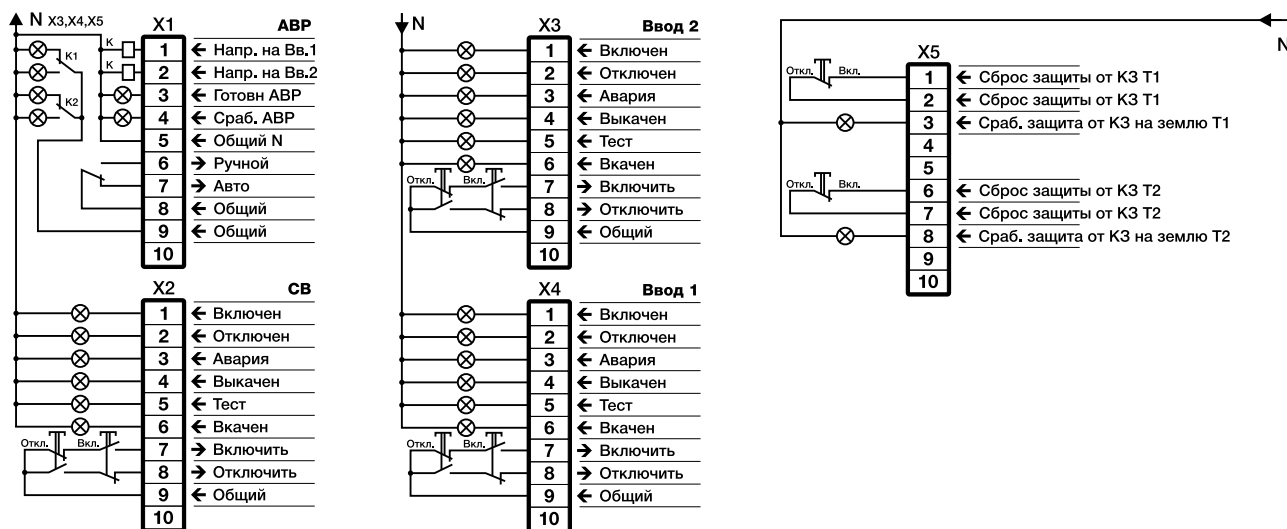 N X3,X4,X5
X1 АВР
К 1 Напр. на Вв.1
К1
К 2 Напр. на Вв.2
3 Готовн АВР
К2
4 Сраб. АВР
5 Общий N
6 Ручной
7 Авто
8 Общий
9 Общий
10
X2 СВ
1 Включен
2 Отключен
3 Авария
4 Выкачен
5 Тест
6 Вкачен
Откл. Вкл. 7 Включить
8 Отключить
9 Общий
10
N X3 Ввод 2
1 Включен
2 Отключен
3 Авария
4 Выкачен
5 Тест
6 Вкачен
Откл. Вкл. 7 Включить
8 Отключить
9 Общий
10
X4 Ввод 1
1 Включен
2 Отключен
3 Авария
4 Выкачен
5 Тест
6 Вкачен
Откл. Вкл. 7 Включить
8 Отключить
9 Общий
10
N
X5
Откл. Вкл. 1 Сброс защиты от КЗ Т1
2 Сброс защиты от КЗ Т1
3 Сраб. защита от КЗ на землю Т1
4
5
Откл. Вкл. 6 Сброс защиты от КЗ Т2
7 Сброс защиты от КЗ Т2
8 Сраб. защита от КЗ на землю Т2
9
10